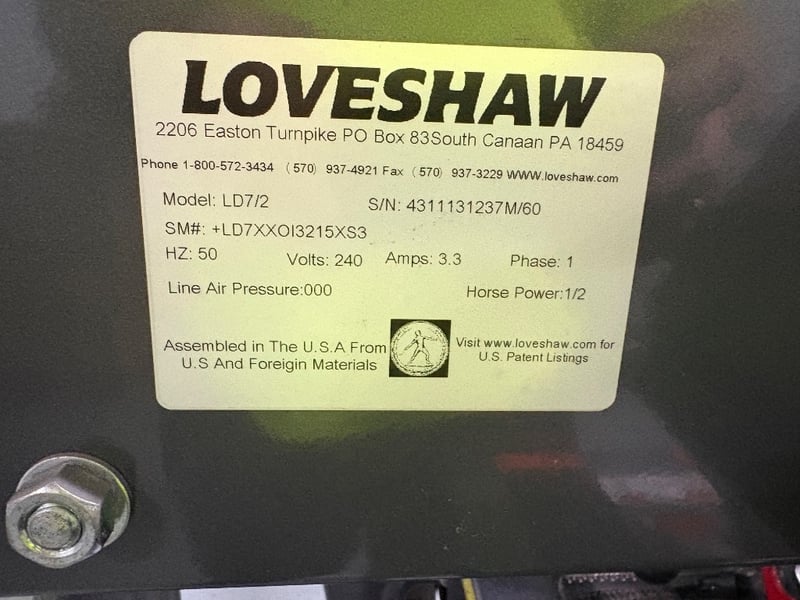 LOVESHAW
2206 Easton Turnpike PO Box 83South Canaan PA 18459
Phone 1-800-572-3434 (570) 937-4921 Fax (570) 937-3229 WWW.loveshaw.com
Model: LD7/2 S/N: 4311131237M/60
SM#: +LD7XXOI3215XS3
HZ: 50 Volts: 240 Amps: 3.3 Phase: 1
Line Air Pressure:000 Horse Power:1/2
Assembled in The U.S.A From
U.S And Foreigin Materials
Visit www.loveshaw.com for
U.S. Patent Listings